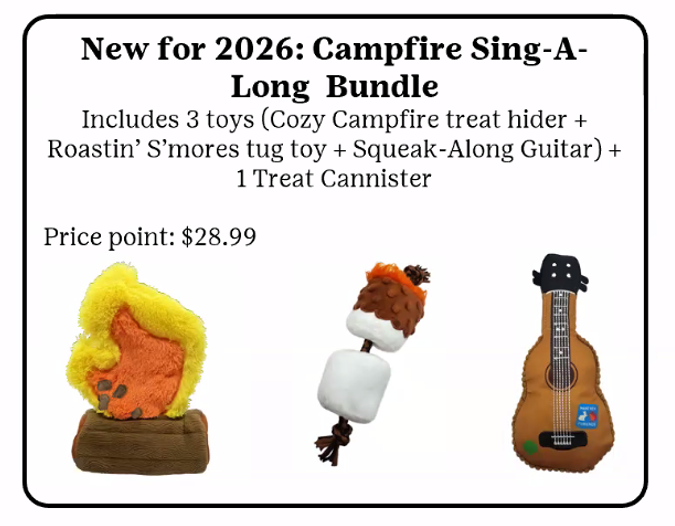 New for 2026: Campfire Sing-A-
Long  Bundle
Includes 3 toys (Cozy Campfire treat hider +
Roastin’ S’mores tug toy + Squeak-Along Guitar) +
1 Treat Cannister
Price point: $28.99